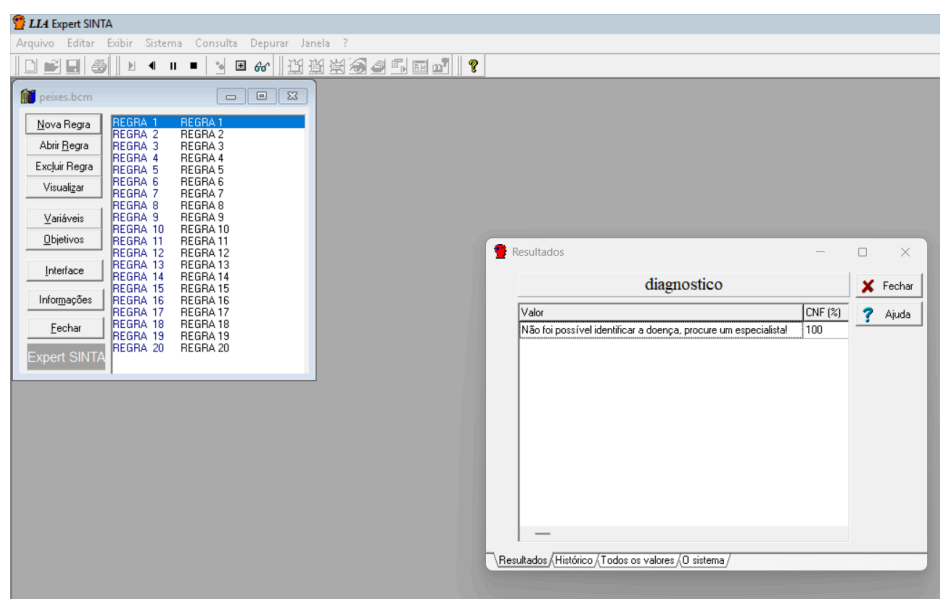 LIA Expert SINTA
Arquivo Editar Exibir Sistema Consulta Depurar Janela ?
peixes.bcm
Nova Regra
Abrir Regra
Excluir Regra
Visualizar
Variáveis
Objetivos
Interface
Informações
Fechar
Expert SINTA
REGRA 1 REGRA 1
REGRA 2 REGRA 2
REGRA 3 REGRA 3
REGRA 4 REGRA 4
REGRA 5 REGRA 5
REGRA 6 REGRA 6
REGRA 7 REGRA 7
REGRA 8 REGRA 8
REGRA 9 REGRA 9
REGRA 10 REGRA 10
REGRA 11 REGRA 11
REGRA 12 REGRA 12
REGRA 13 REGRA 13
REGRA 14 REGRA 14
REGRA 15 REGRA 15
REGRA 16 REGRA 16
REGRA 17 REGRA 17
REGRA 18 REGRA 18
REGRA 19 REGRA 19
REGRA 20 REGRA 20
Resultados
diagnostico
Fechar
Ajuda
Valor CNF (%)
Não foi possível identificar a doença, procure um especialista! 100
Resultados Histórico Todos os valores O sistema